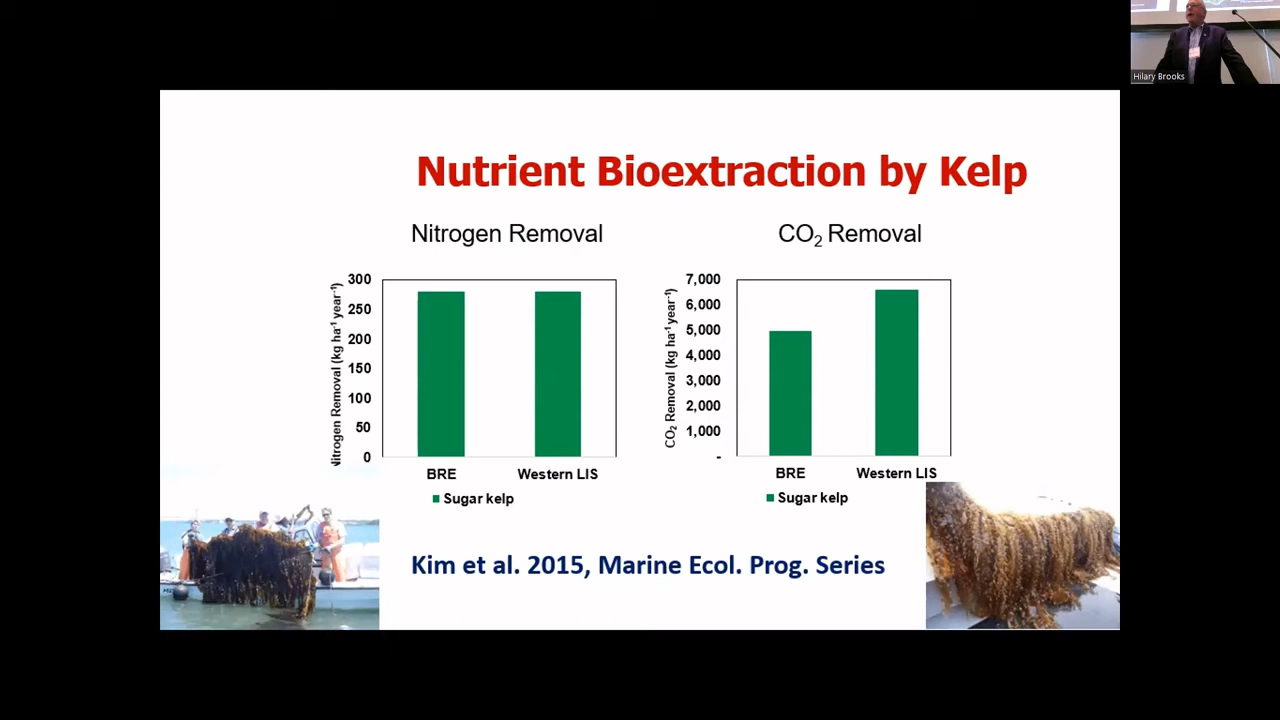 Hilary Brooks
Nutrient Bioextraction by Kelp
Nitrogen Removal
Nitrogen Removal (kg ha-1 year-1)
300
250
200
150
100
50
0
BRE Western LIS
Sugar kelp
CO2 Removal
CO2 Removal (kg ha-1 year-1)
7,000
6,000
5,000
4,000
3,000
2,000
1,000
-
BRE Western LIS
Sugar kelp
Kim et al. 2015, Marine Ecol. Prog. Series